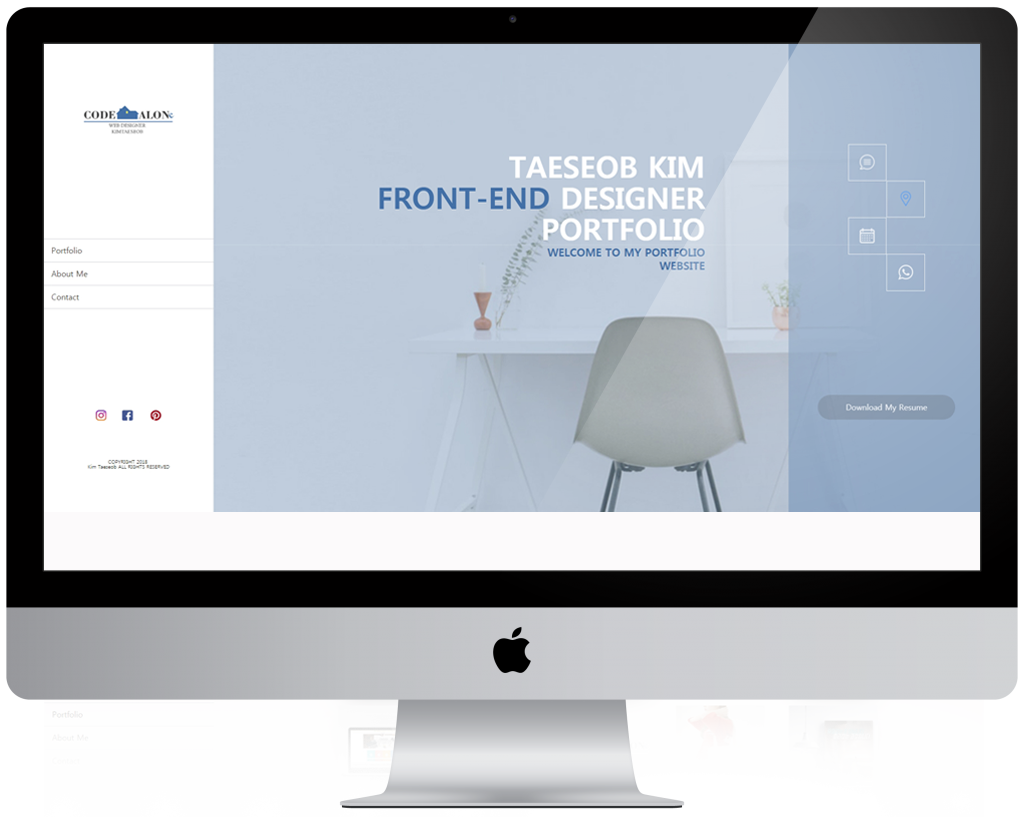 CODE ALON
WEB DESIGNER
KIMTAESEOB
Portfolio
About Me
Contact
COPYRIGHT 2018
Kim Taeseob ALL RIGHTS RESERVED
TAESEOB KIM
FRONT-END DESIGNER
PORTFOLIO
WELCOME TO MY PORTFOLIO
WEBSITE
Download My Resume
Portfolio
About Me